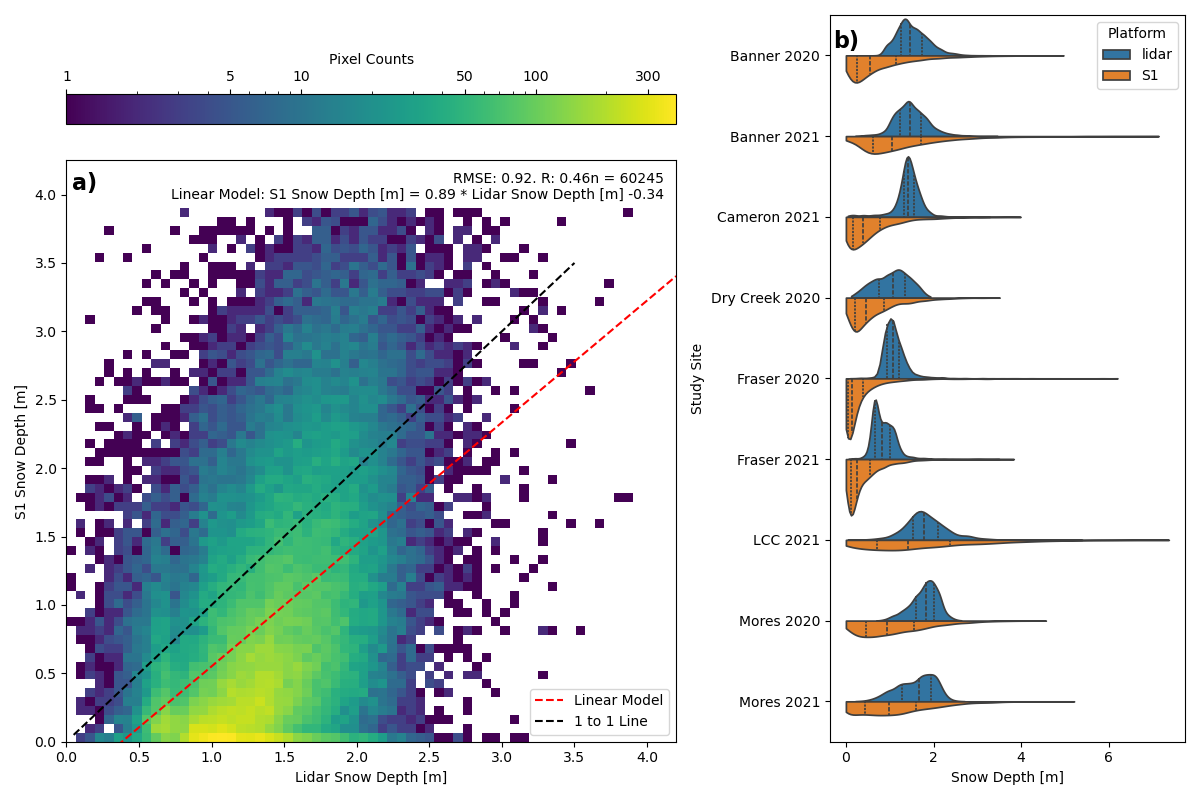 Pixel Counts
1 5 10 50 100 300
a)
RMSE: 0.92. R: 0.46n = 60245
Linear Model: S1 Snow Depth [m] = 0.89 * Lidar Snow Depth [m] -0.34
4.0
3.5
3.0
2.5
2.0
1.5
1.0
0.5
0.0
S1 Snow Depth [m]
Linear Model
1 to 1 Line
0.0 0.5 1.0 1.5 2.0 2.5 3.0 3.5 4.0
Lidar Snow Depth [m]
b)
Platform
lidar
S1
Study Site
Banner 2020
Banner 2021
Cameron 2021
Dry Creek 2020
Fraser 2020
Fraser 2021
LCC 2021
Mores 2020
Mores 2021
0 2 4 6
Snow Depth [m]